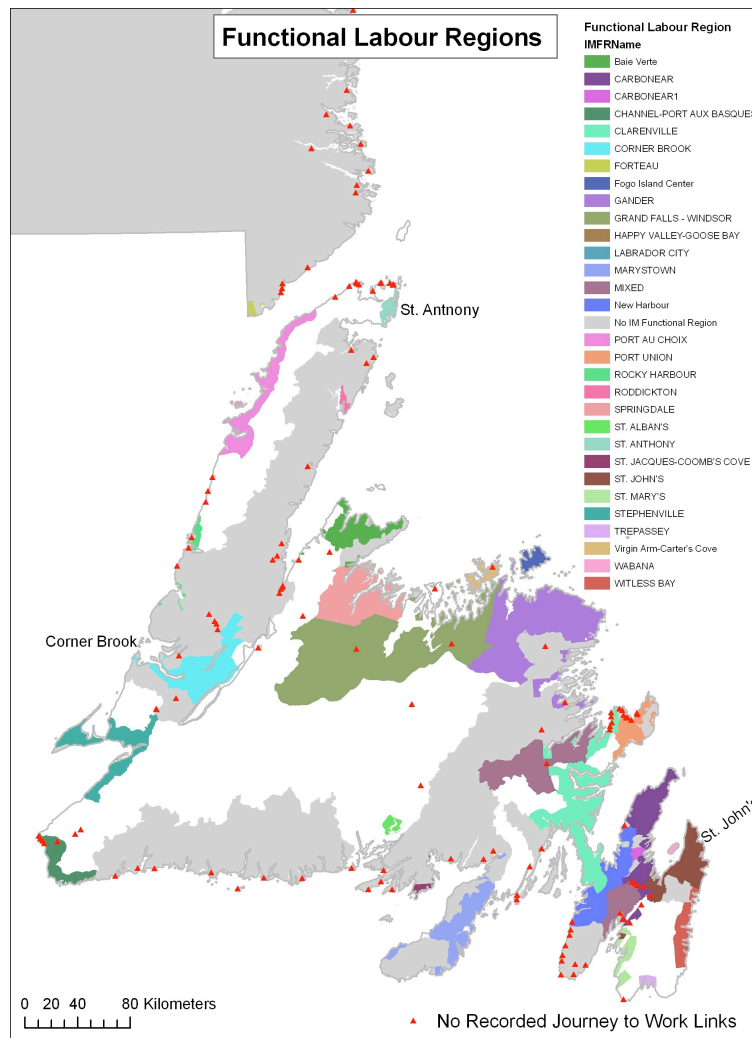 Functional Labour Regions
Functional Labour Region
IMFRName
Baie Verte
CARBONEAR
CARBONEAR1
CHANNEL-PORT AUX BASQUES
CLARENVILLE
CORNER BROOK
FORTEAU
Fogo Island Center
GANDER
GRAND FALLS - WINDSOR
HAPPY VALLEY-GOOSE BAY
LABRADOR CITY
MARYSTOWN
MIXED
New Harbour
No IM Functional Region
PORT AU CHOIX
PORT UNION
ROCKY HARBOUR
RODDICKTON
SPRINGDALE
ST. ALBAN'S
ST. ANTHONY
ST. JACQUES-COOMB'S COVE
ST. JOHN'S
ST. MARY'S
STEPHENVILLE
TREPASSEY
Virgin Arm-Carter's Cove
WABANA
WITLESS BAY
St. Antnony
Corner Brook
St. John's
0 20 40 80 Kilometers
No Recorded Journey to Work Links